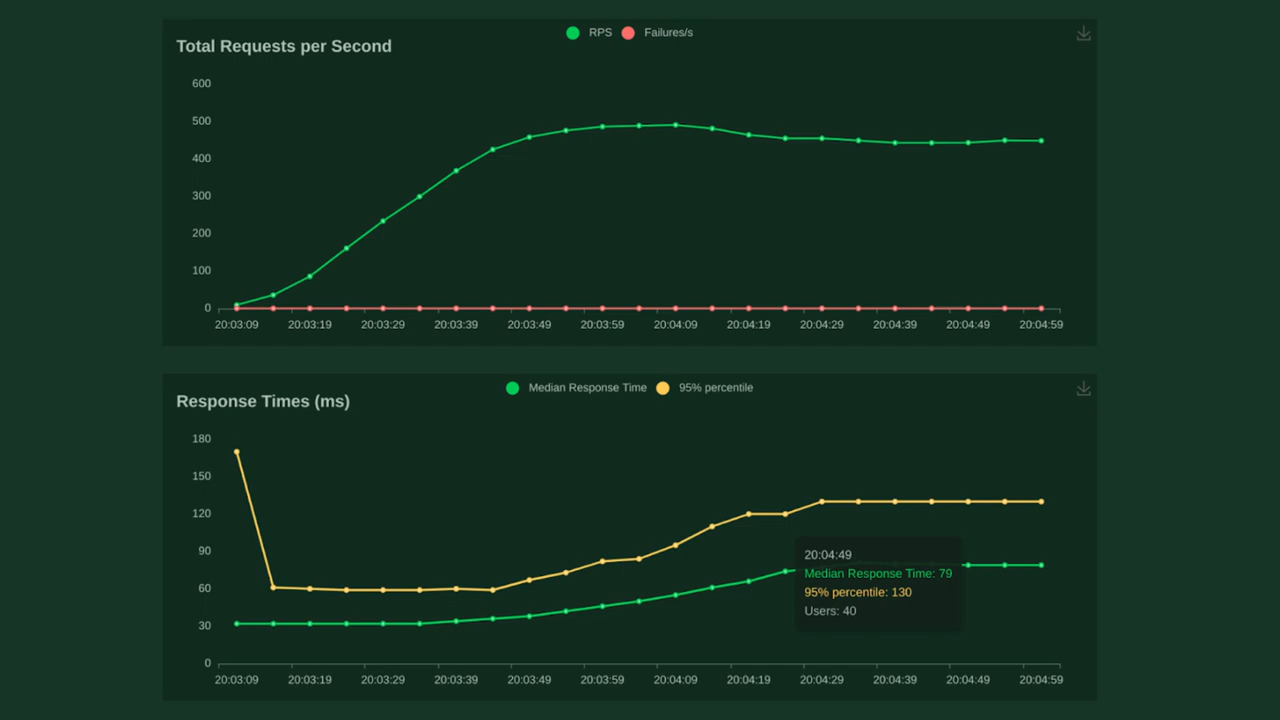 RPS Failures/s
Total Requests per Second
600
500
400
300
200
100
0
20:03:09 20:03:19 20:03:29 20:03:39 20:03:49 20:03:59 20:04:09 20:04:19 20:04:29 20:04:39 20:04:49 20:04:59
Median Response Time 95% percentile
Response Times (ms)
180
150
120
90
60
30
0
20:04:49
Median Response Time: 79
95% percentile: 130
Users: 40
20:03:09 20:03:19 20:03:29 20:03:39 20:03:49 20:03:59 20:04:09 20:04:19 20:04:29 20:04:39 20:04:49 20:04:59